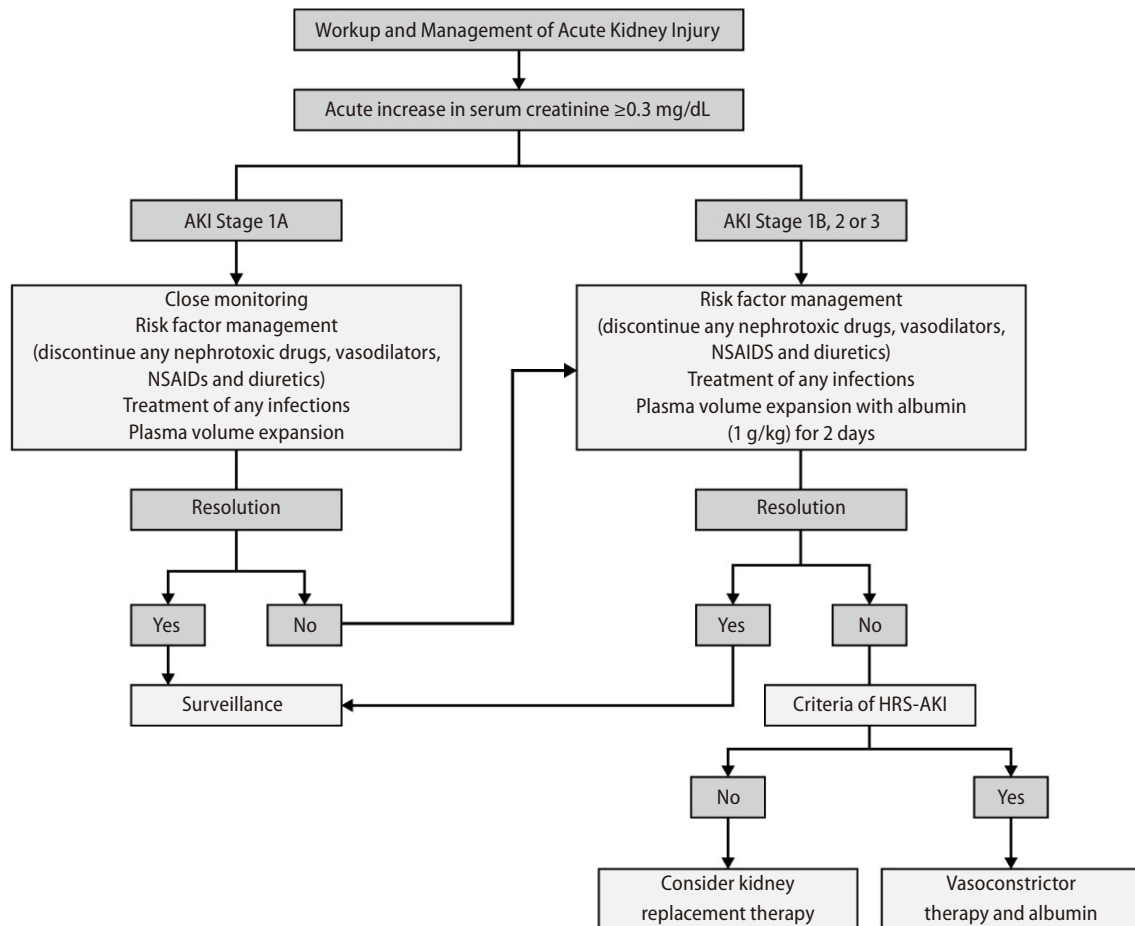 Workup and Management of Acute Kidney Injury
Acute increase in serum creatinine ≥0.3 mg/dL
AKI Stage 1A
AKI Stage 1B, 2 or 3
Close monitoring
Risk factor management
(discontinue any nephrotoxic drugs, vasodilators,
NSAIDs and diuretics)
Treatment of any infections
Plasma volume expansion
Risk factor management
(discontinue any nephrotoxic drugs, vasodilators,
NSAIDS and diuretics)
Treatment of any infections
Plasma volume expansion with albumin
(1 g/kg) for 2 days
Resolution
Resolution
Yes
No
Yes
No
Surveillance
Criteria of HRS-AKI
No
Yes
Consider kidney
replacement therapy
Vasoconstrictor
therapy and albumin